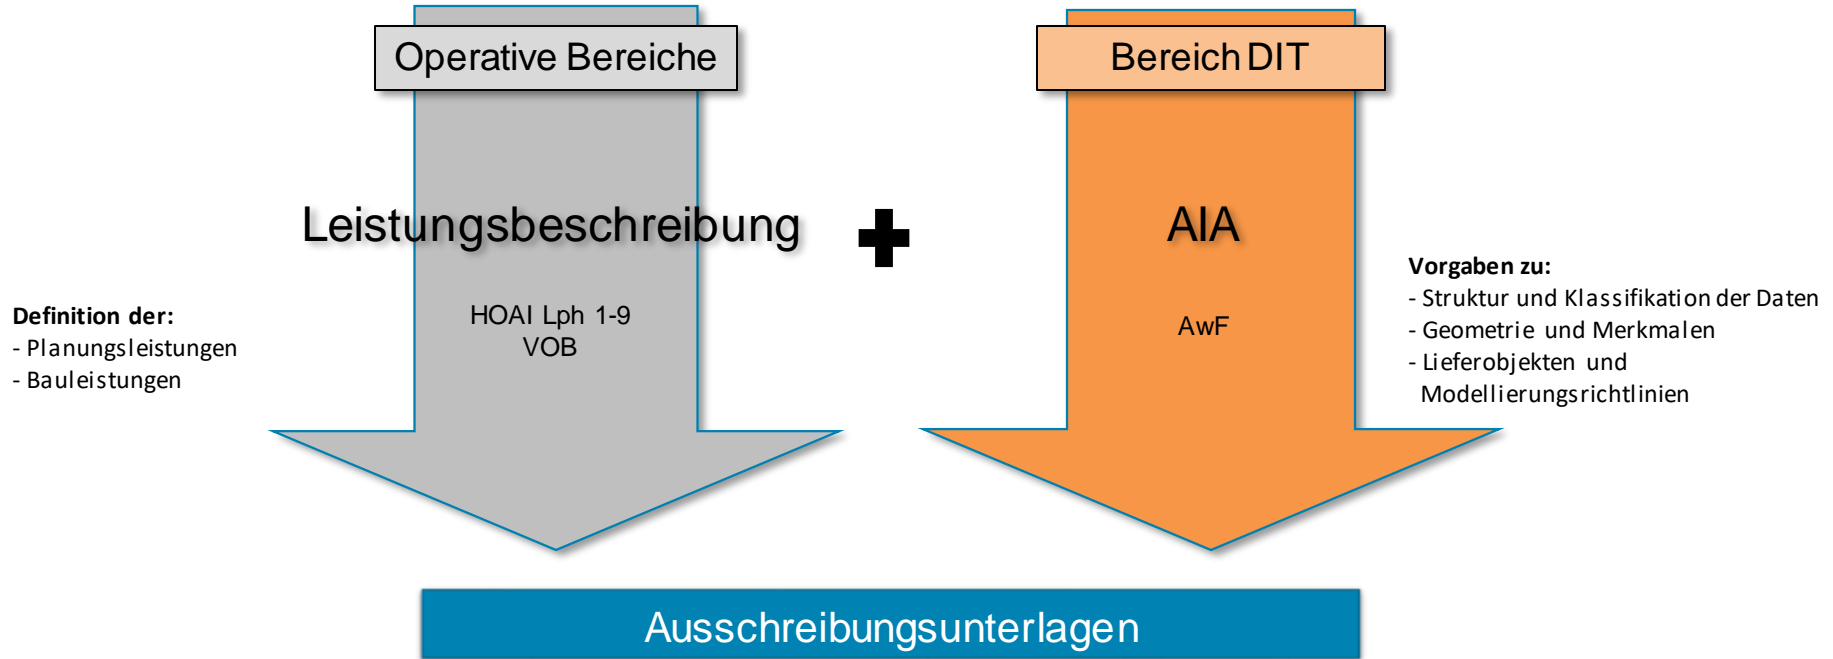 Operative Bereiche
Bereich DIT
Leistungsbeschreibung
AIA
Definition der:
- Planungsleistungen
- Bauleistungen
HOAI Lph 1-9
VOB
AwF
Vorgaben zu:
- Struktur und Klassifikation der Daten
- Geometrie und Merkmalen
- Lieferobjekten und
Modellierungsrichtlinien
Ausschreibungsunterlagen